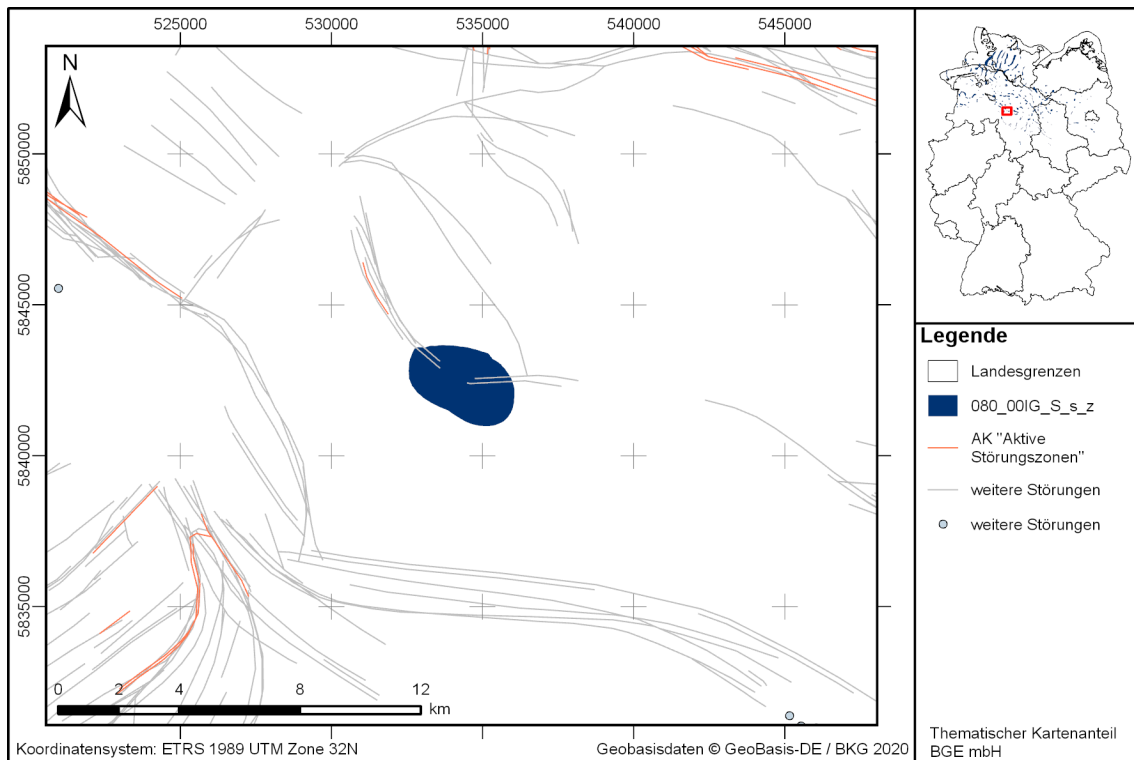 525000 530000 535000 540000 545000
N
5850000
5845000
5840000
5835000
0 2 4 8 12
km
Koordinatensystem: ETRS 1989 UTM Zone 32N
Geobasisdaten © GeoBasis-DE / BKG 2020
Legende
Landesgrenzen
080_00IG_S_s_z
AK "Aktive
Störungszonen"
weitere Störungen
weitere Störungen
Thematischer Kartenanteil
BGE mbH